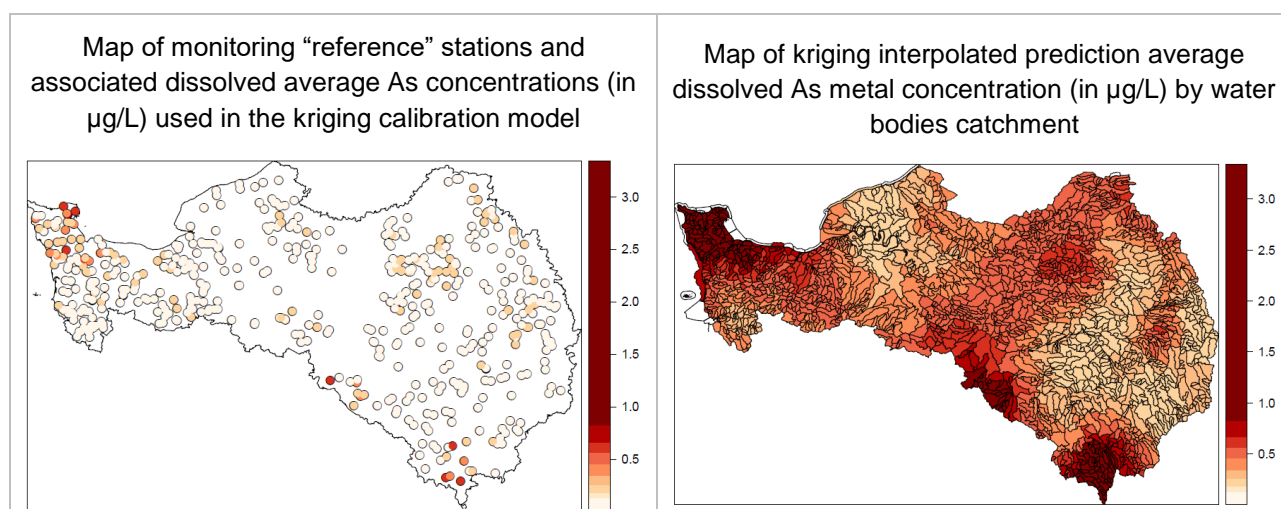 Map of monitoring “reference” stations and
associated dissolved average As concentrations (in
µg/L) used in the kriging calibration model
Map of kriging interpolated prediction average
dissolved As metal concentration (in µg/L) by water
bodies catchment
3.0
2.5
2.0
1.5
1.0
0.5
3.0
2.5
2.0
1.5
1.0
0.5